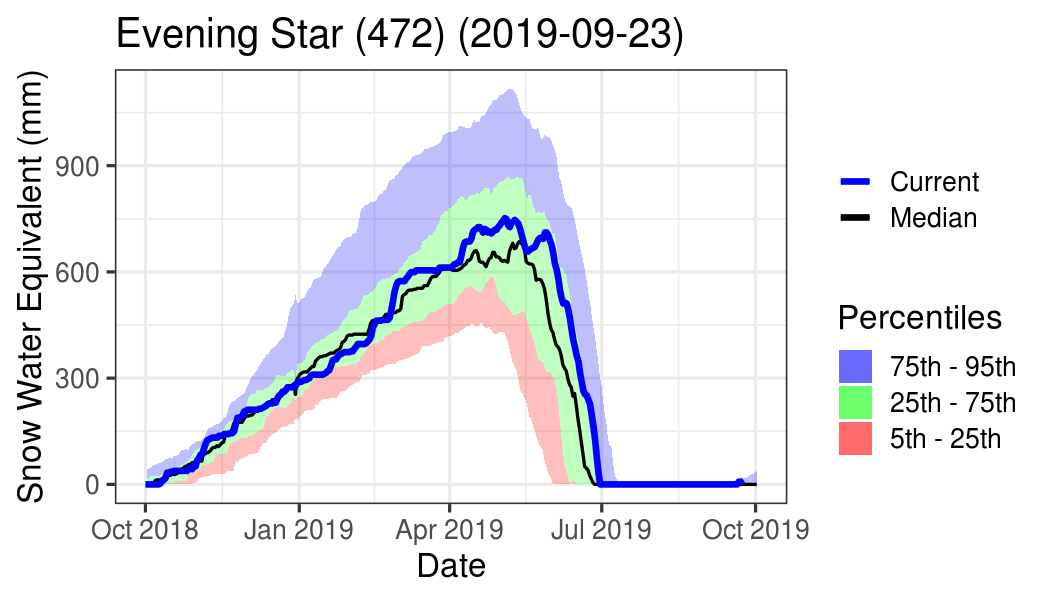 Evening Star (472) (2019-09-23)
Snow Water Equivalent (mm)
900
600
300
0
Oct 2018
Jan 2019
Apr 2019
Jul 2019
Oct 2019
Date
Current
Median
Percentiles
75th - 95th
25th - 75th
5th - 25th